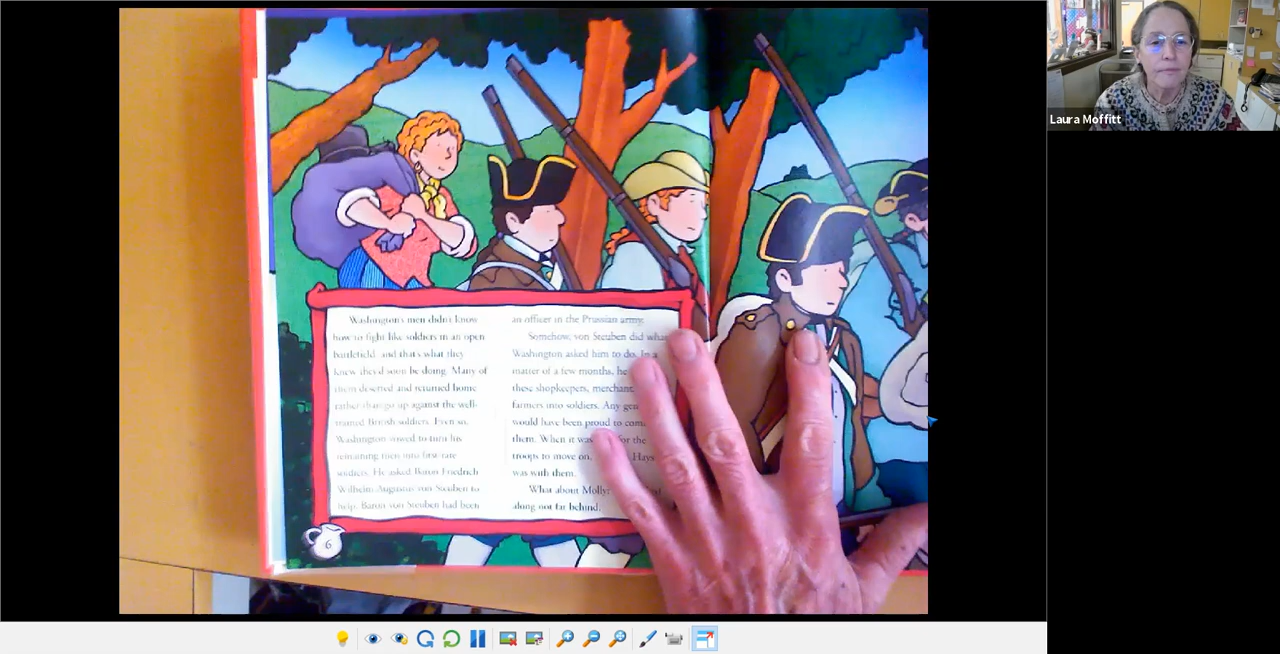 Laura Moffitt
Washington's men didn't know
how to fight like soldiers in an open
battlefield, and that's what they
knew they'd soon be doing. Many of
them deserted and returned home
rather than go up against the well-
trained British soldiers. Even so,
Washington vowed to turn his
remaining men into first-rate
soldiers. He asked Baron Friedrich
Wilhelm Augustus von Steuben to
help. Baron von Steuben had been
6
an officer in the Prussian army.
Somehow, von Steuben did what
Washington asked him to do. In a
matter of a few months, he
these shopkeepers, merchant
farmers into soldiers. Any gen
would have been proud to com
them. When it was for the
troops to move on, Hays
was with them.
What about Molly?
along not far behind.